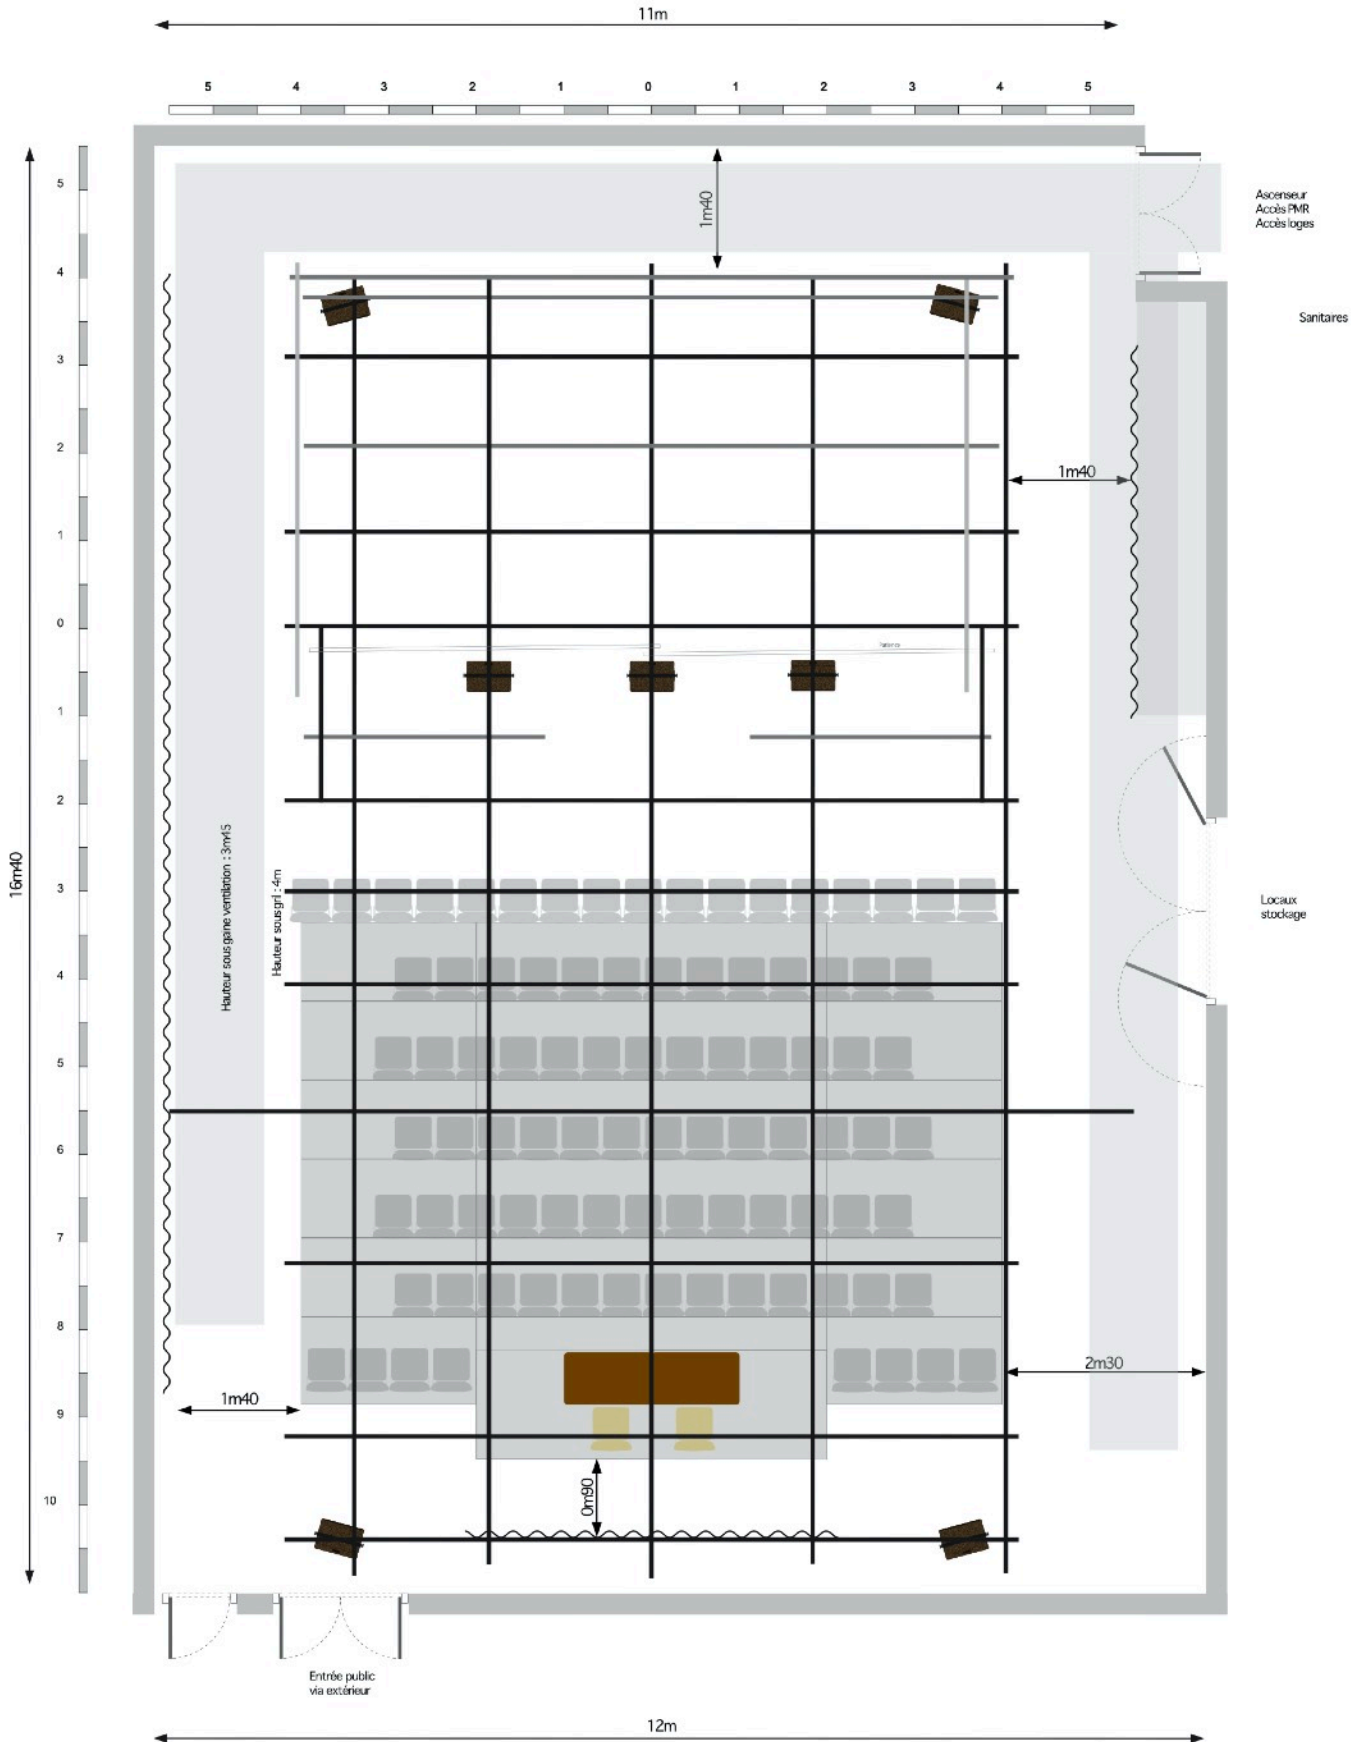 11m
5 4 3 2 1 0 1 2 3 4 5
1m40
5
Ascenseur
Accès PMR
Accès loges
4
Sanitaires
3
2
1m40
1
0
1
2
Hauteur sous gaine ventilation : 3m45
Hauteur sous gril : 4m
16m40
3
Locaux
stockage
4
5
6
7
8
2m30
1m40
9
0m90
10
Entrée public
via extérieur
12m